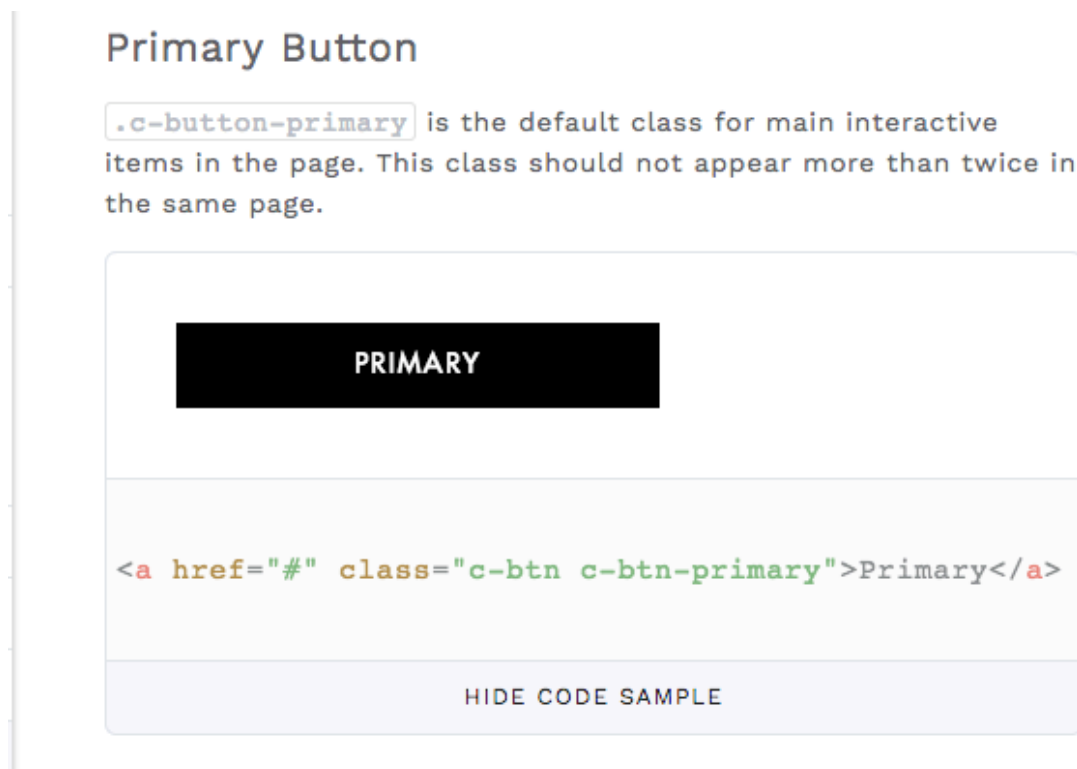 Primary Button
.c-button-primary is the default class for main interactive
items in the page. This class should not appear more than twice in
the same page.
PRIMARY
<a href="#" class="c-btn c-btn-primary">Primary</a>
HIDE CODE SAMPLE